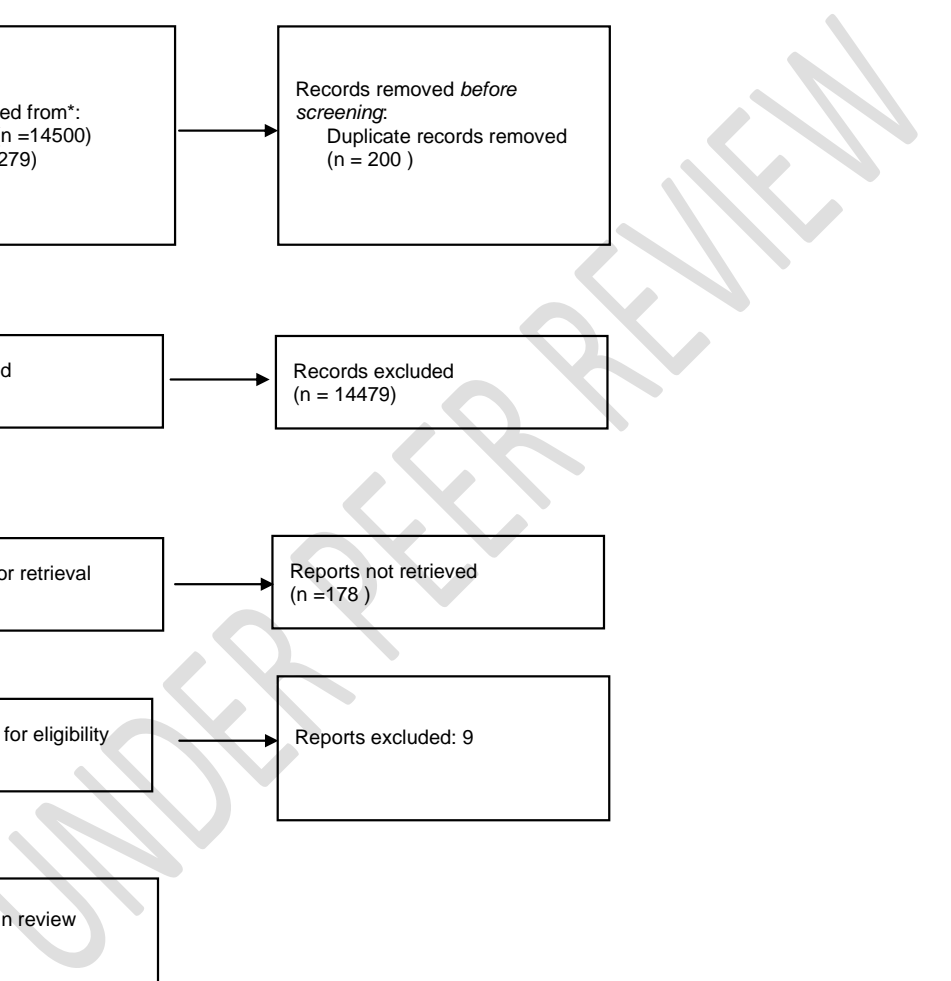 ed from*:
n =14500)
279)
Records removed before
screening:
Duplicate records removed
(n = 200 )
d
Records excluded
(n = 14479)
or retrieval
Reports not retrieved
(n =178 )
for eligibility
Reports excluded: 9
n review
UNDER PEER REVIEW